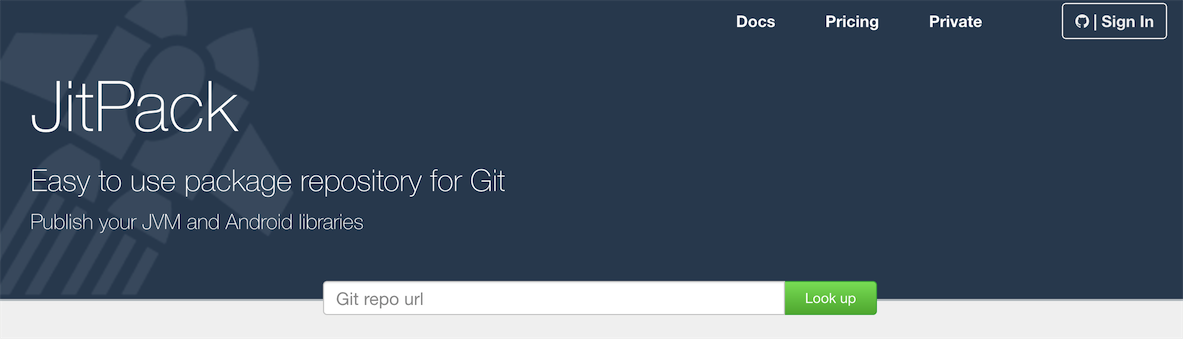 Docs Pricing Private | Sign In
JitPack
Easy to use package repository for Git
Publish your JVM and Android libraries
Git repo url Look up